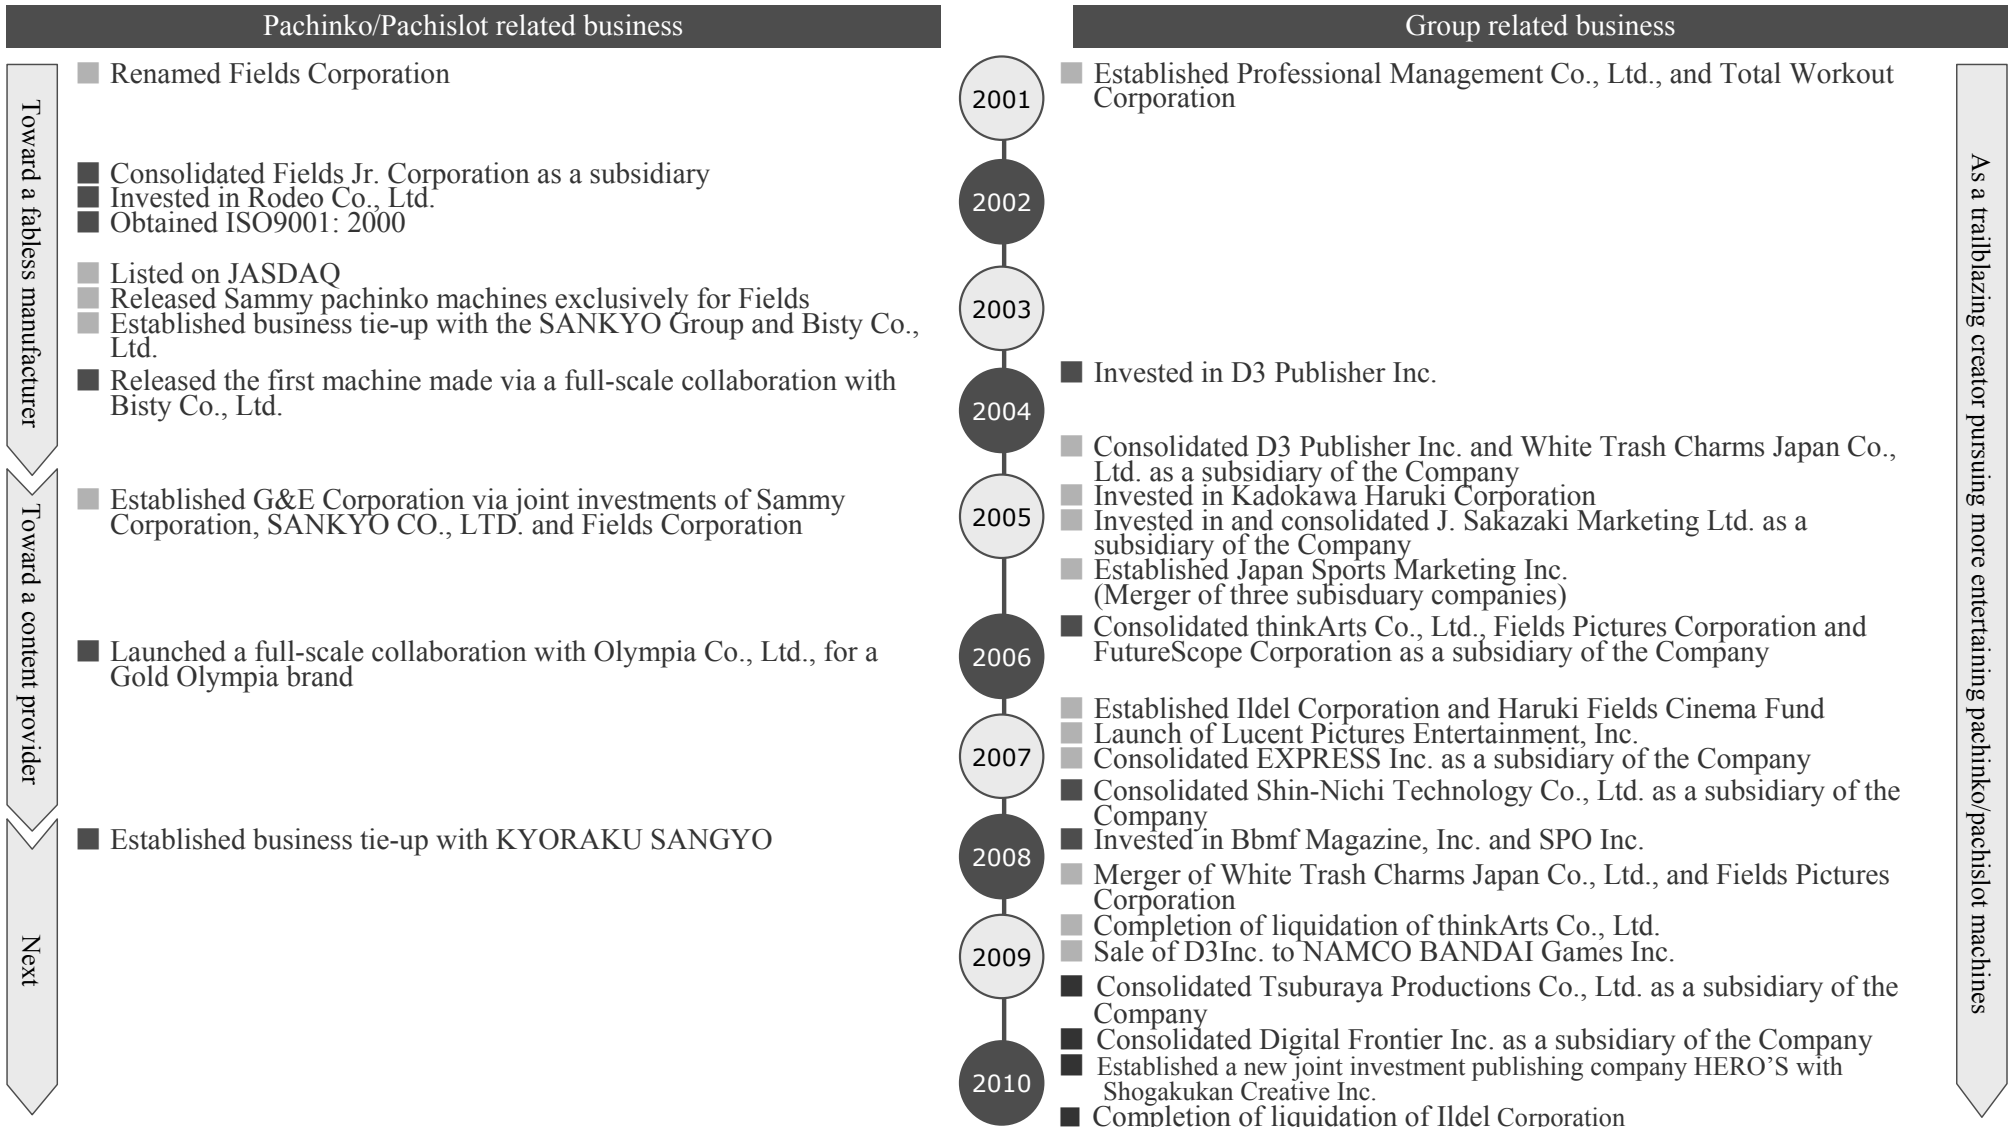 Pachinko/Pachislot related business
Toward a fabless manufacturer
Toward a content provider
Next
Renamed Fields Corporation
Consolidated Fields Jr. Corporation as a subsidiary
Invested in Rodeo Co., Ltd.
Obtained ISO9001: 2000
Listed on JASDAQ
Released Sammy pachinko machines exclusively for Fields
Established business tie-up with the SANKYO Group and Bisty Co.,
Ltd.
Released the first machine made via a full-scale collaboration with
Bisty Co., Ltd.
Established G&E Corporation via joint investments of Sammy
Corporation, SANKYO CO., LTD. and Fields Corporation
Launched a full-scale collaboration with Olympia Co., Ltd., for a
Gold Olympia brand
Established business tie-up with KYORAKU SANGYO
2001
2002
2003
2004
2005
2006
2007
2008
2009
2010
Group related business
Established Professional Management Co., Ltd., and Total Workout
Corporation
Invested in D3 Publisher Inc.
Consolidated D3 Publisher Inc. and White Trash Charms Japan Co.,
Ltd. as a subsidiary of the Company
Invested in Kadokawa Haruki Corporation
Invested in and consolidated J. Sakazaki Marketing Ltd. as a
subsidiary of the Company
Established Japan Sports Marketing Inc.
(Merger of three subisduary companies)
Consolidated thinkArts Co., Ltd., Fields Pictures Corporation and
FutureScope Corporation as a subsidiary of the Company
Established Ildel Corporation and Haruki Fields Cinema Fund
Launch of Lucent Pictures Entertainment, Inc.
Consolidated EXPRESS Inc. as a subsidiary of the Company
Consolidated Shin-Nichi Technology Co., Ltd. as a subsidiary of the
Company
Invested in Bbmf Magazine, Inc. and SPO Inc.
Merger of White Trash Charms Japan Co., Ltd., and Fields Pictures
Corporation
Completion of liquidation of thinkArts Co., Ltd.
Sale of D3Inc. to NAMCO BANDAI Games Inc.
Consolidated Tsuburaya Productions Co., Ltd. as a subsidiary of the
Company
Consolidated Digital Frontier Inc. as a subsidiary of the Company
Established a new joint investment publishing company HERO’S with
Shogakukan Creative Inc.
Completion of liquidation of Ildel Corporation
As a trailblazing creator pursuing more entertaining pachinko/pachislot machines